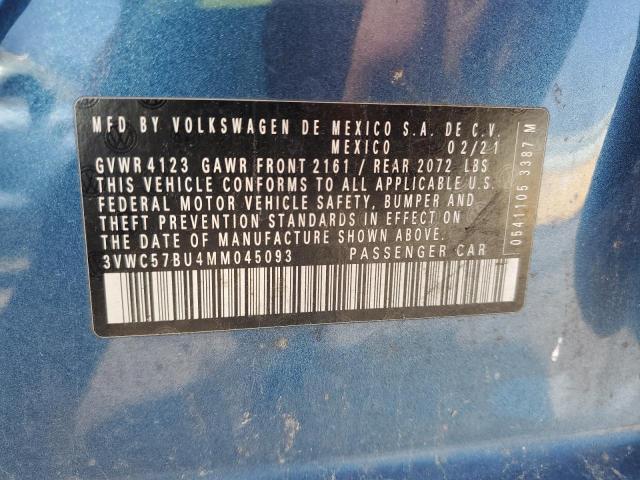 MFD BY VOLKSWAGEN DE MEXICO S.A. DE C.V.
MEXICO 02/21
GVWR 4123 GAWR FRONT 2161 / REAR 2072 LBS
THIS VEHICLE CONFORMS TO ALL APPLICABLE U.S.
FEDERAL MOTOR VEHICLE SAFETY, BUMPER AND
THEFT PREVENTION STANDARDS IN EFFECT ON
THE DATE OF MANUFACTURE SHOWN ABOVE.
3VWC57BU4MM045093 PASSENGER CAR
0541105 3387 M